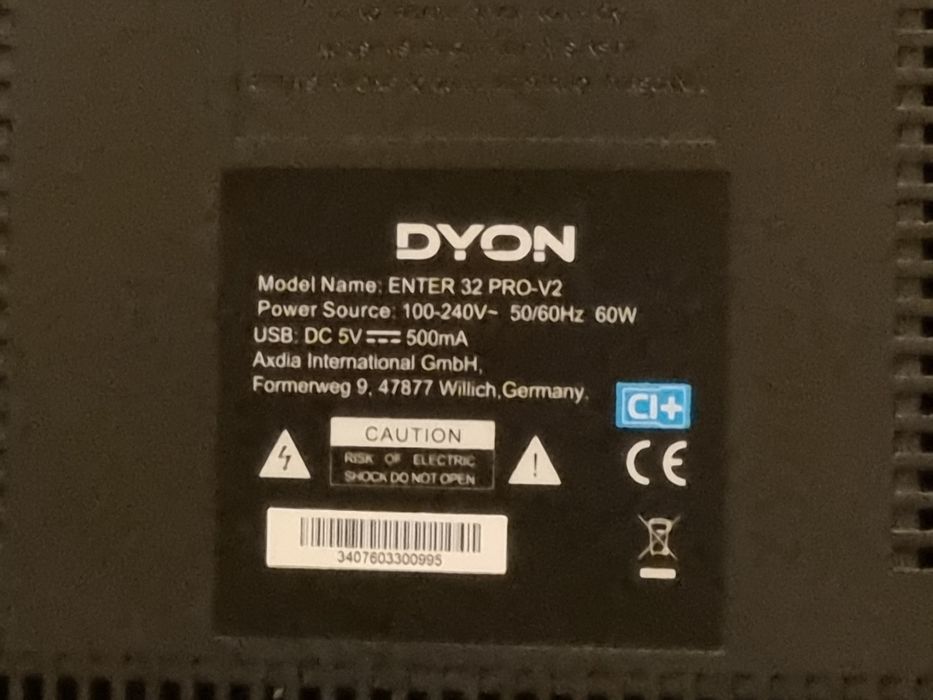 DYON
Model Name: ENTER 32 PRO-V2
Power Source: 100-240V~ 50/60Hz 60W
USB: DC 5V⎓500mA
Axdia International GmbH,
Formerweg 9, 47877 Willich,Germany.
CI+
CAUTION
RISK OF ELECTRIC
SHOCK DO NOT OPEN
!
CE
3407603300995